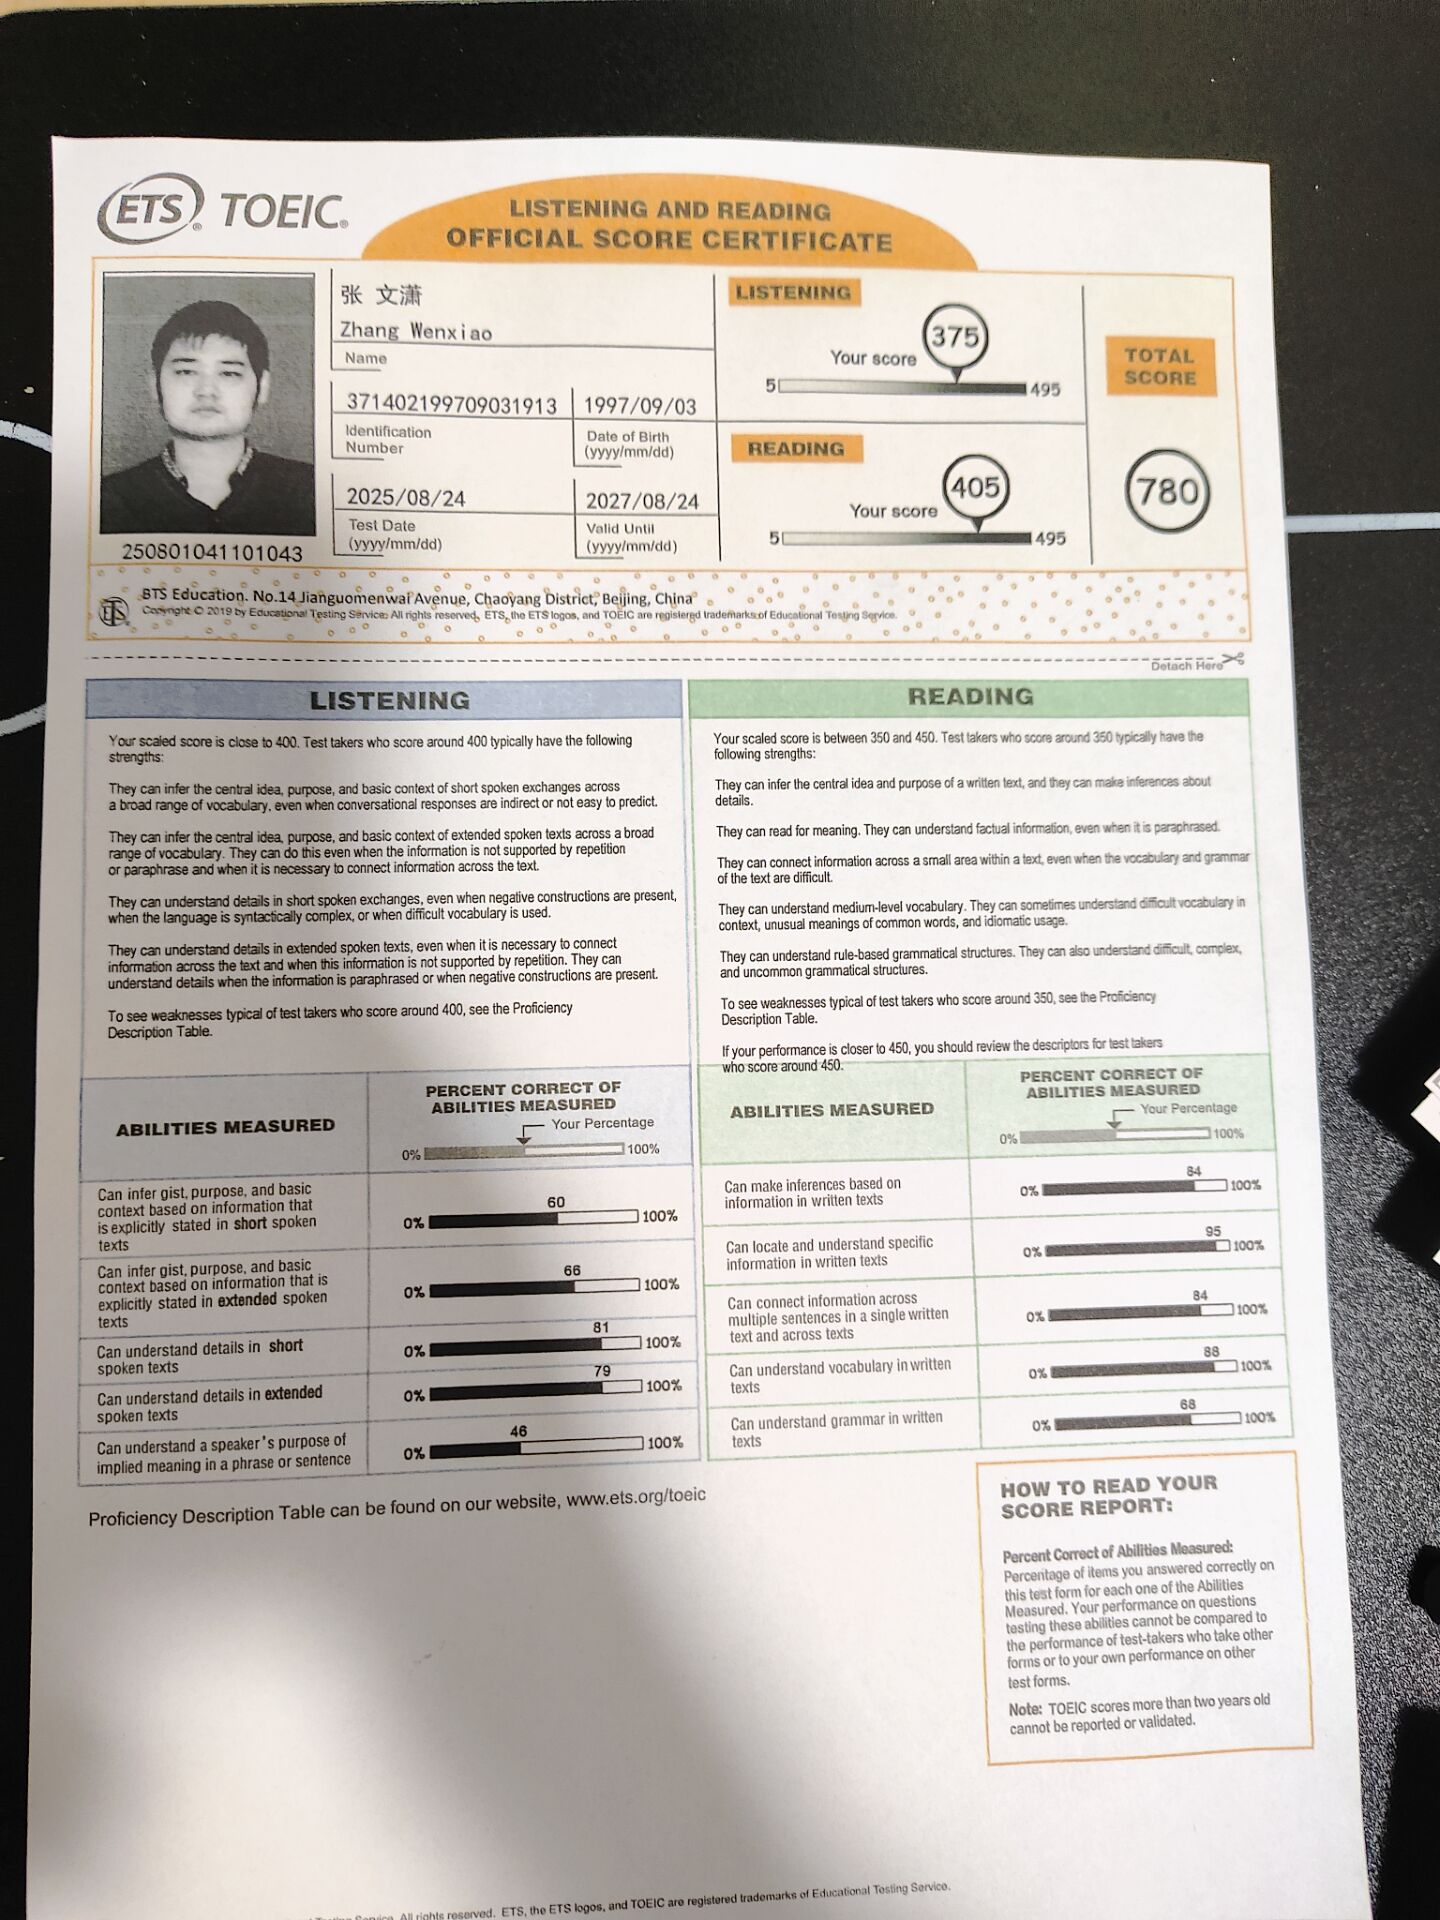 ETS® TOEIC®
LISTENING AND READING
OFFICIAL SCORE CERTIFICATE
张 文潇
Zhang Wenxiao
Name
371402199709031913
1997/09/03
Identification
Number
Date of Birth
(yyyy/mm/dd)
2025/08/24
2027/08/24
Test Date
(yyyy/mm/dd)
Valid Until
(yyyy/mm/dd)
250801041101043
LISTENING
Your score
375
5
495
READING
Your score
405
5
495
TOTAL
SCORE
780
BTS Education. No.14 Jianguomenwai Avenue, Chaoyang District, Beijing, China
Copyright © 2019 by Educational Testing Service. All rights reserved. ETS, the ETS logos, and TOEIC are registered trademarks of Educational Testing Service.
Detach Here
LISTENING
Your scaled score is close to 400. Test takers who score around 400 typically have the following
strengths:
They can infer the central idea, purpose, and basic context of short spoken exchanges across
a broad range of vocabulary, even when conversational responses are indirect or not easy to predict.
They can infer the central idea, purpose, and basic context of extended spoken texts across a broad
range of vocabulary. They can do this even when the information is not supported by repetition
or paraphrase and when it is necessary to connect information across the text.
They can understand details in short spoken exchanges, even when negative constructions are present,
when the language is syntactically complex, or when difficult vocabulary is used.
They can understand details in extended spoken texts, even when it is necessary to connect
information across the text and when this information is not supported by repetition. They can
understand details when the information is paraphrased or when negative constructions are present.
To see weaknesses typical of test takers who score around 400, see the Proficiency
Description Table.
READING
Your scaled score is between 350 and 450. Test takers who score around 350 typically have the
following strengths:
They can infer the central idea and purpose of a written text, and they can make inferences about
details.
They can read for meaning. They can understand factual information, even when it is paraphrased.
They can connect information across a small area within a text, even when the vocabulary and grammar
of the text are difficult.
They can understand medium-level vocabulary. They can sometimes understand difficult vocabulary in
context, unusual meanings of common words, and idiomatic usage.
They can understand rule-based grammatical structures. They can also understand difficult, complex,
and uncommon grammatical structures.
To see weaknesses typical of test takers who score around 350, see the Proficiency
Description Table.
If your performance is closer to 450, you should review the descriptors for test takers
who score around 450.
ABILITIES MEASURED
PERCENT CORRECT OF
ABILITIES MEASURED
Your Percentage
0% 100%
Can infer gist, purpose, and basic
context based on information that
is explicitly stated in short spoken
texts
60
0% 100%
Can infer gist, purpose, and basic
context based on information that is
explicitly stated in extended spoken
texts
66
0% 100%
Can understand details in short
spoken texts
81
0% 100%
Can understand details in extended
spoken texts
79
0% 100%
Can understand a speaker's purpose of
implied meaning in a phrase or sentence
46
0% 100%
ABILITIES MEASURED
PERCENT CORRECT OF
ABILITIES MEASURED
Your Percentage
0% 100%
Can make inferences based on
information in written texts
84
0% 100%
Can locate and understand specific
information in written texts
95
0% 100%
Can connect information across
multiple sentences in a single written
text and across texts
84
0% 100%
Can understand vocabulary in written
texts
88
0% 100%
Can understand grammar in written
texts
68
0% 100%
Proficiency Description Table can be found on our website, www.ets.org/toeic
HOW TO READ YOUR
SCORE REPORT:
Percent Correct of Abilities Measured:
Percentage of items you answered correctly on
this test form for each one of the Abilities
Measured. Your performance on questions
testing these abilities cannot be compared to
the performance of test-takers who take other
forms or to your own performance on other
test forms.
Note: TOEIC scores more than two years old
cannot be reported or validated.
Service. All rights reserved. ETS, the ETS logos, and TOEIC are registered trademarks of Educational Testing Service.